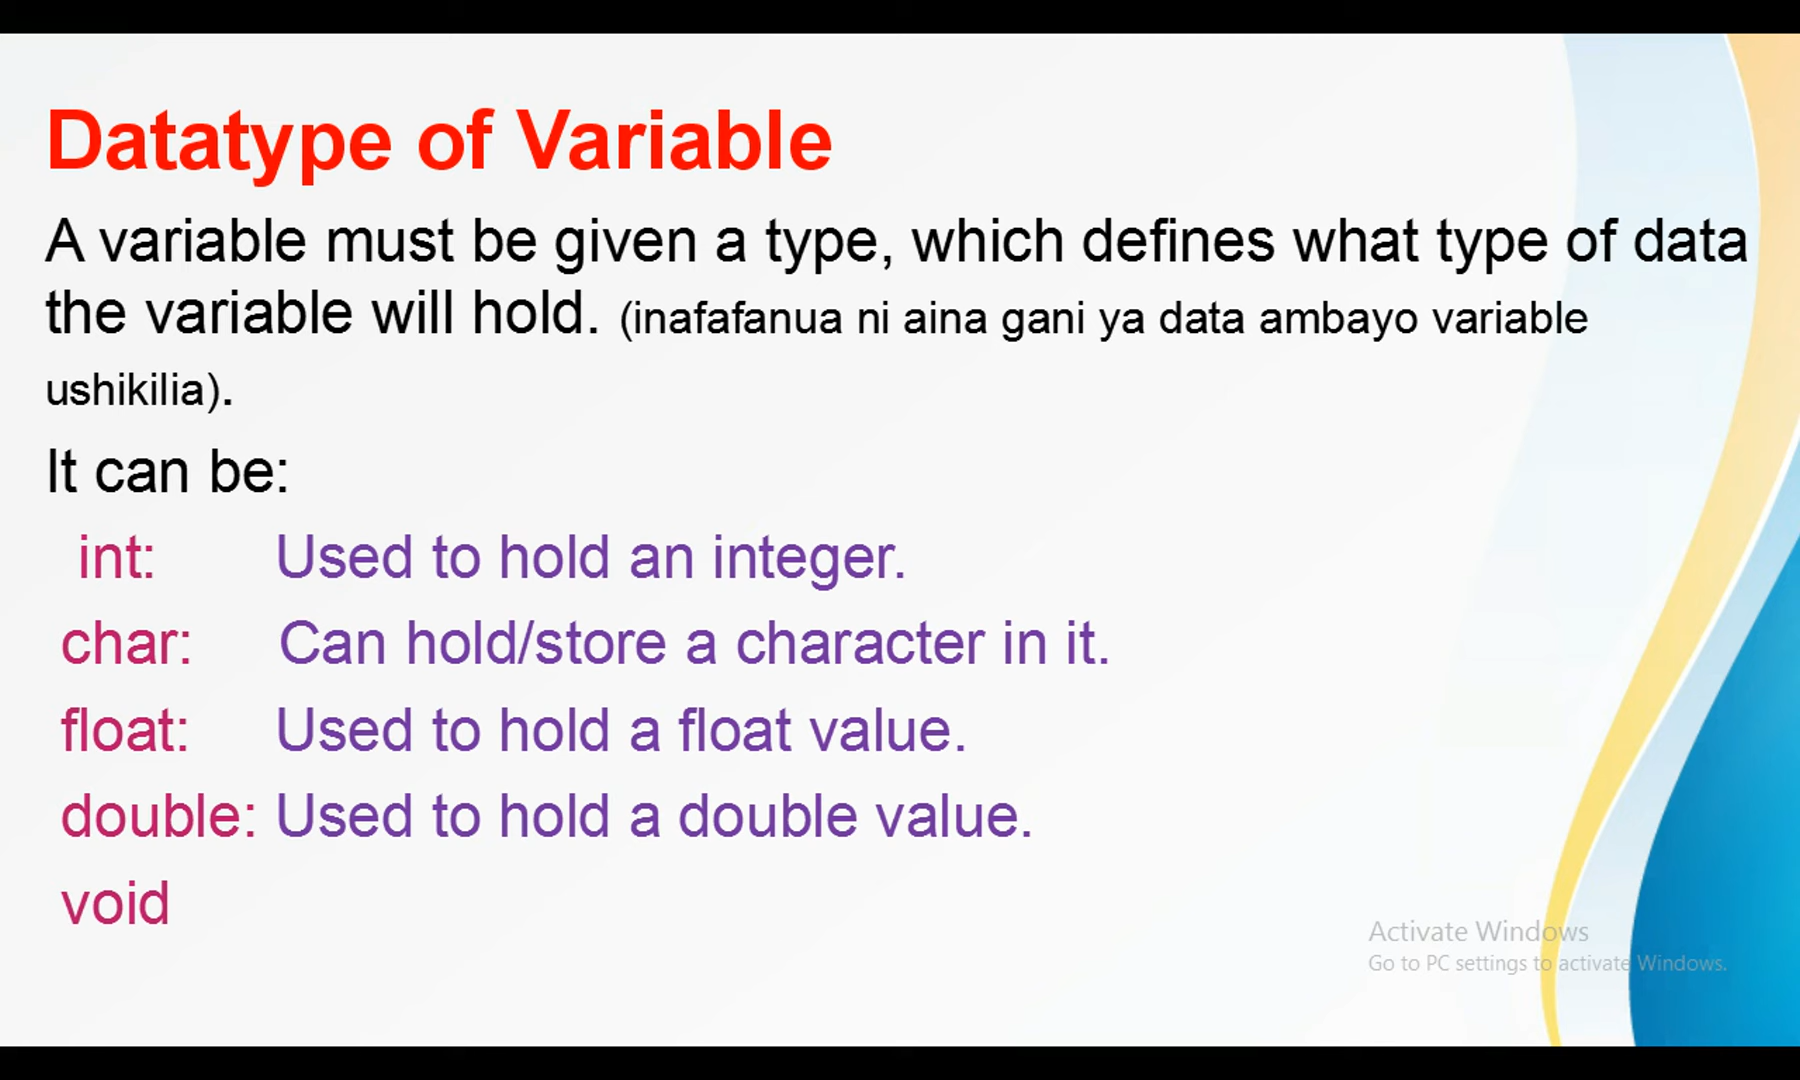 Datatype of Variable
A variable must be given a type, which defines what type of data
the variable will hold. (inafafanua ni aina gani ya data ambayo variable
ushikilia).
It can be:
int: Used to hold an integer.
char: Can hold/store a character in it.
float: Used to hold a float value.
double: Used to hold a double value.
void
Activate Windows
Go to PC settings to activate Windows.